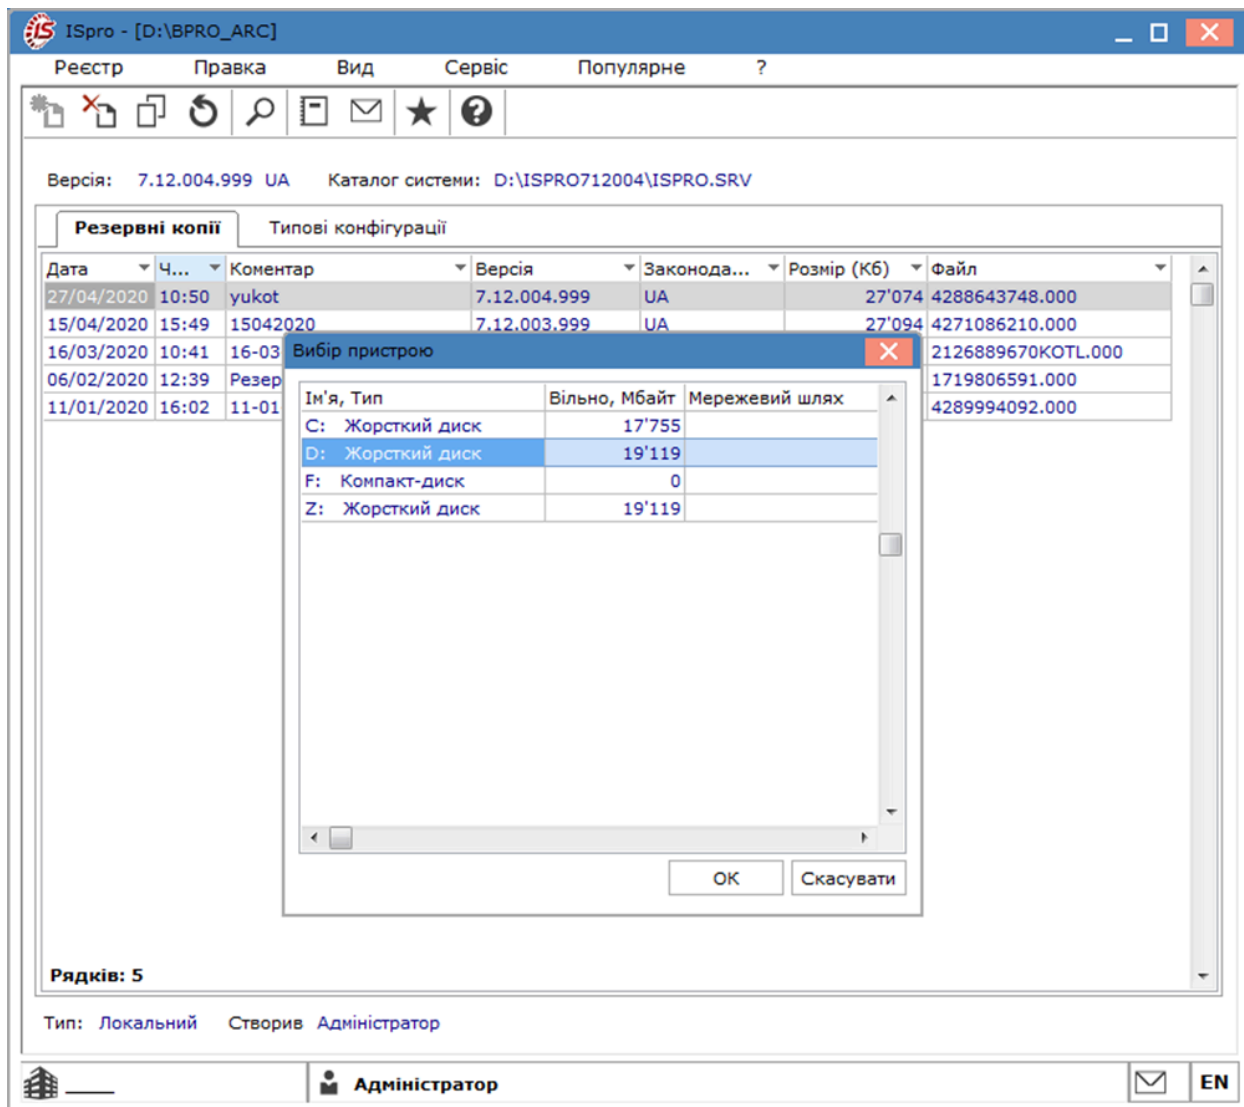 ISpro - [D:\BPRO_ARC]
Реєстр Правка Вид Сервіс Популярне ?
Версія: 7.12.004.999 UA Каталог системи: D:\ISPRO712004\ISPRO.SRV
Резервні копії Типові конфігурації
Дата Ч... Коментар Версія Законода... Розмір (Кб) Файл
27/04/2020 10:50 yukot 7.12.004.999 UA 27'074 4288643748.000
15/04/2020 15:49 15042020 7.12.003.999 UA 27'094 4271086210.000
16/03/2020 10:41 16-03 2126889670KOTL.000
06/02/2020 12:39 Резер 1719806591.000
11/01/2020 16:02 11-01 4289994092.000
Вибір пристрою
Ім'я, Тип Вільно, Мбайт Мережевий шлях
C: Жорсткий диск 17'755
D: Жорсткий диск 19'119
F: Компакт-диск 0
Z: Жорсткий диск 19'119
OK Скасувати
Рядків: 5
Тип: Локальний Створив Адміністратор
Адміністратор EN